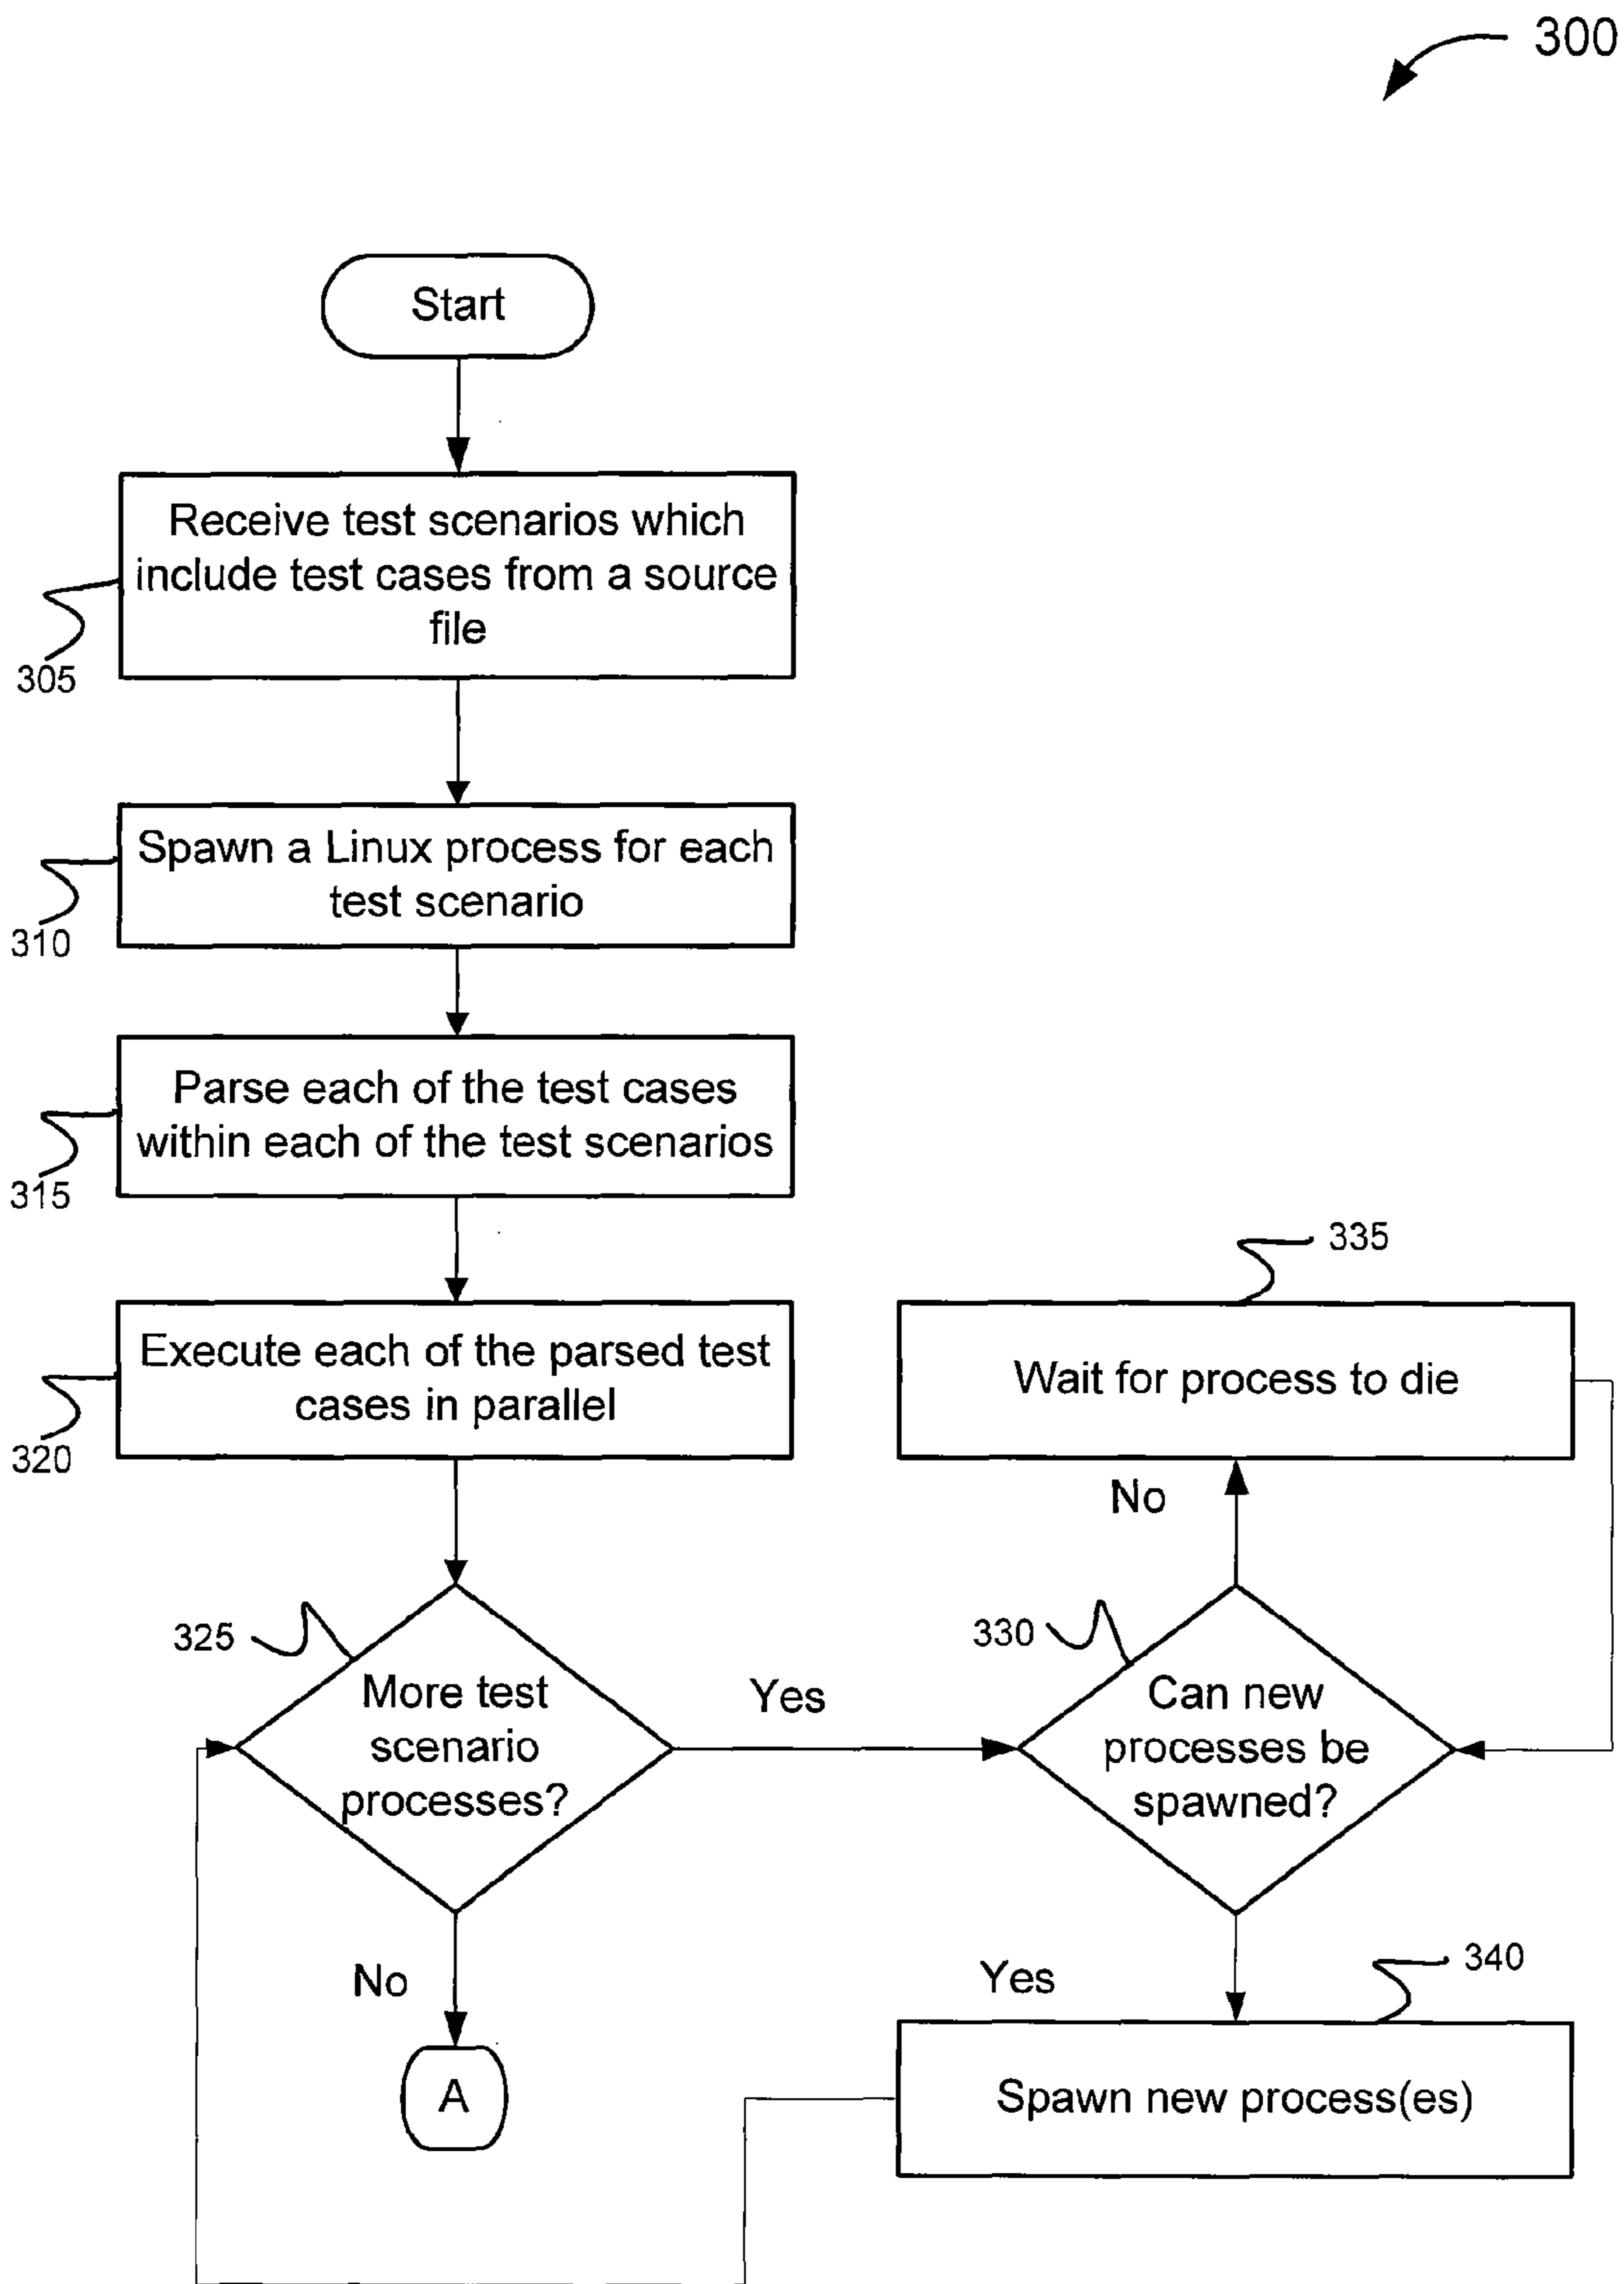 300
Start
Receive test scenarios which
include test cases from a source
file
305
Spawn a Linux process for each
test scenario
310
Parse each of the test cases
within each of the test scenarios
315
Execute each of the parsed test
cases in parallel
320
335
Wait for process to die
No
325
More test
scenario
processes?
Yes
330
Can new
processes be
spawned?
No
A
Yes
340
Spawn new process(es)